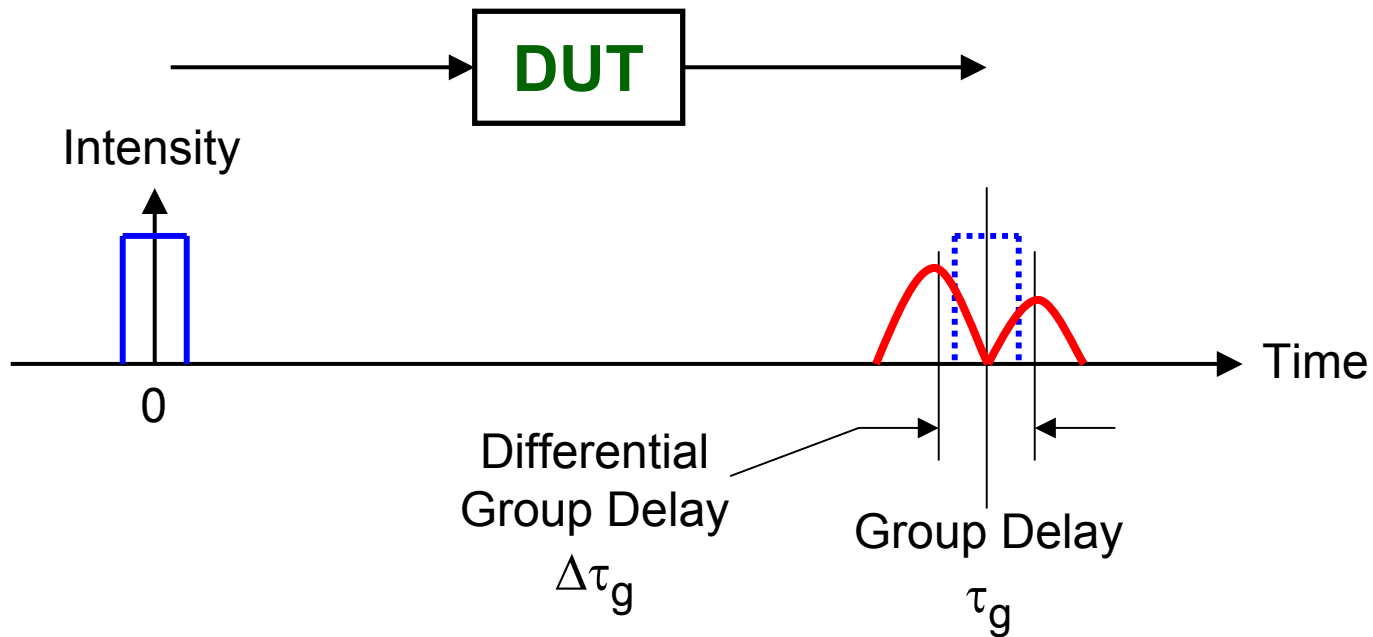 DUT
Intensity
Time
0
Differential
Group Delay
Δτg
Group Delay
τg